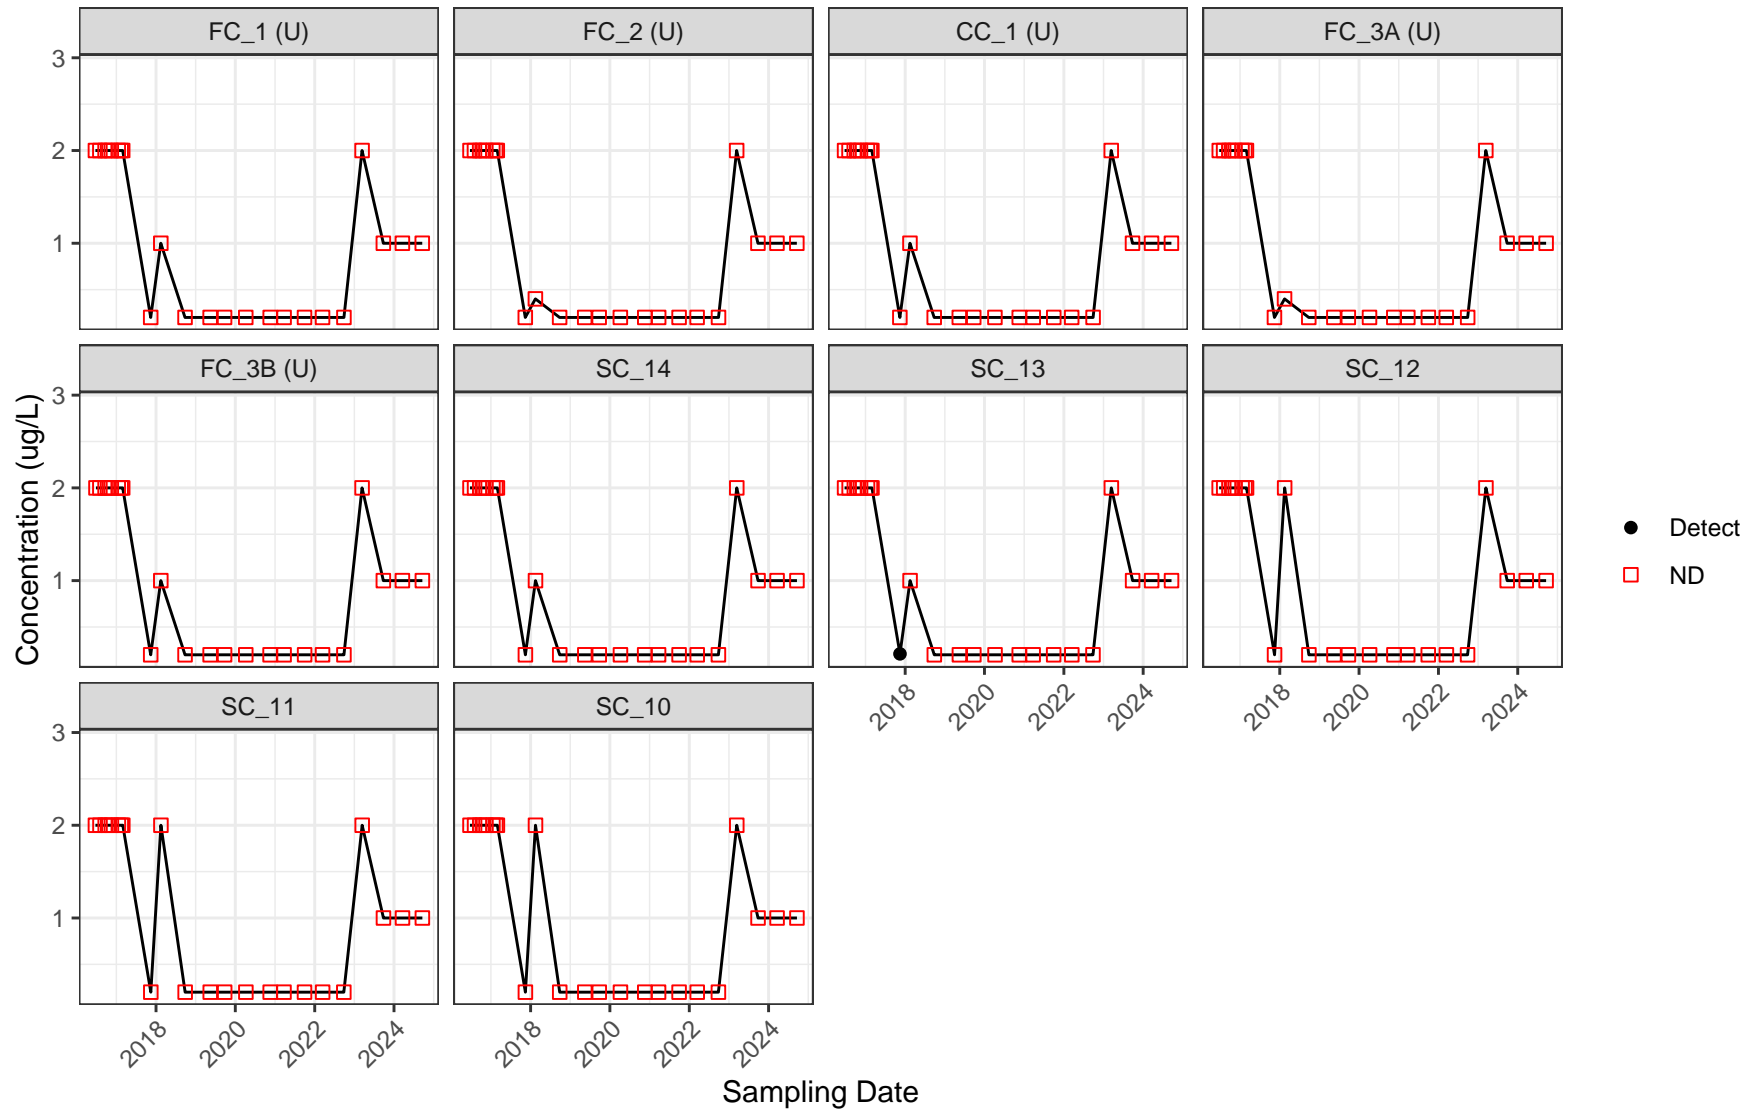 FC_1 (U)
FC_2 (U)
CC_1 (U)
FC_3A (U)
3
2
1
FC_3B (U)
SC_14
SC_13
SC_12
3
2
1
2018
2020
2022
2024
2018
2020
2022
2024
SC_11
SC_10
3
2
1
2018
2020
2022
2024
2018
2020
2022
2024
Concentration (ug/L)
Sampling Date
Detect
ND